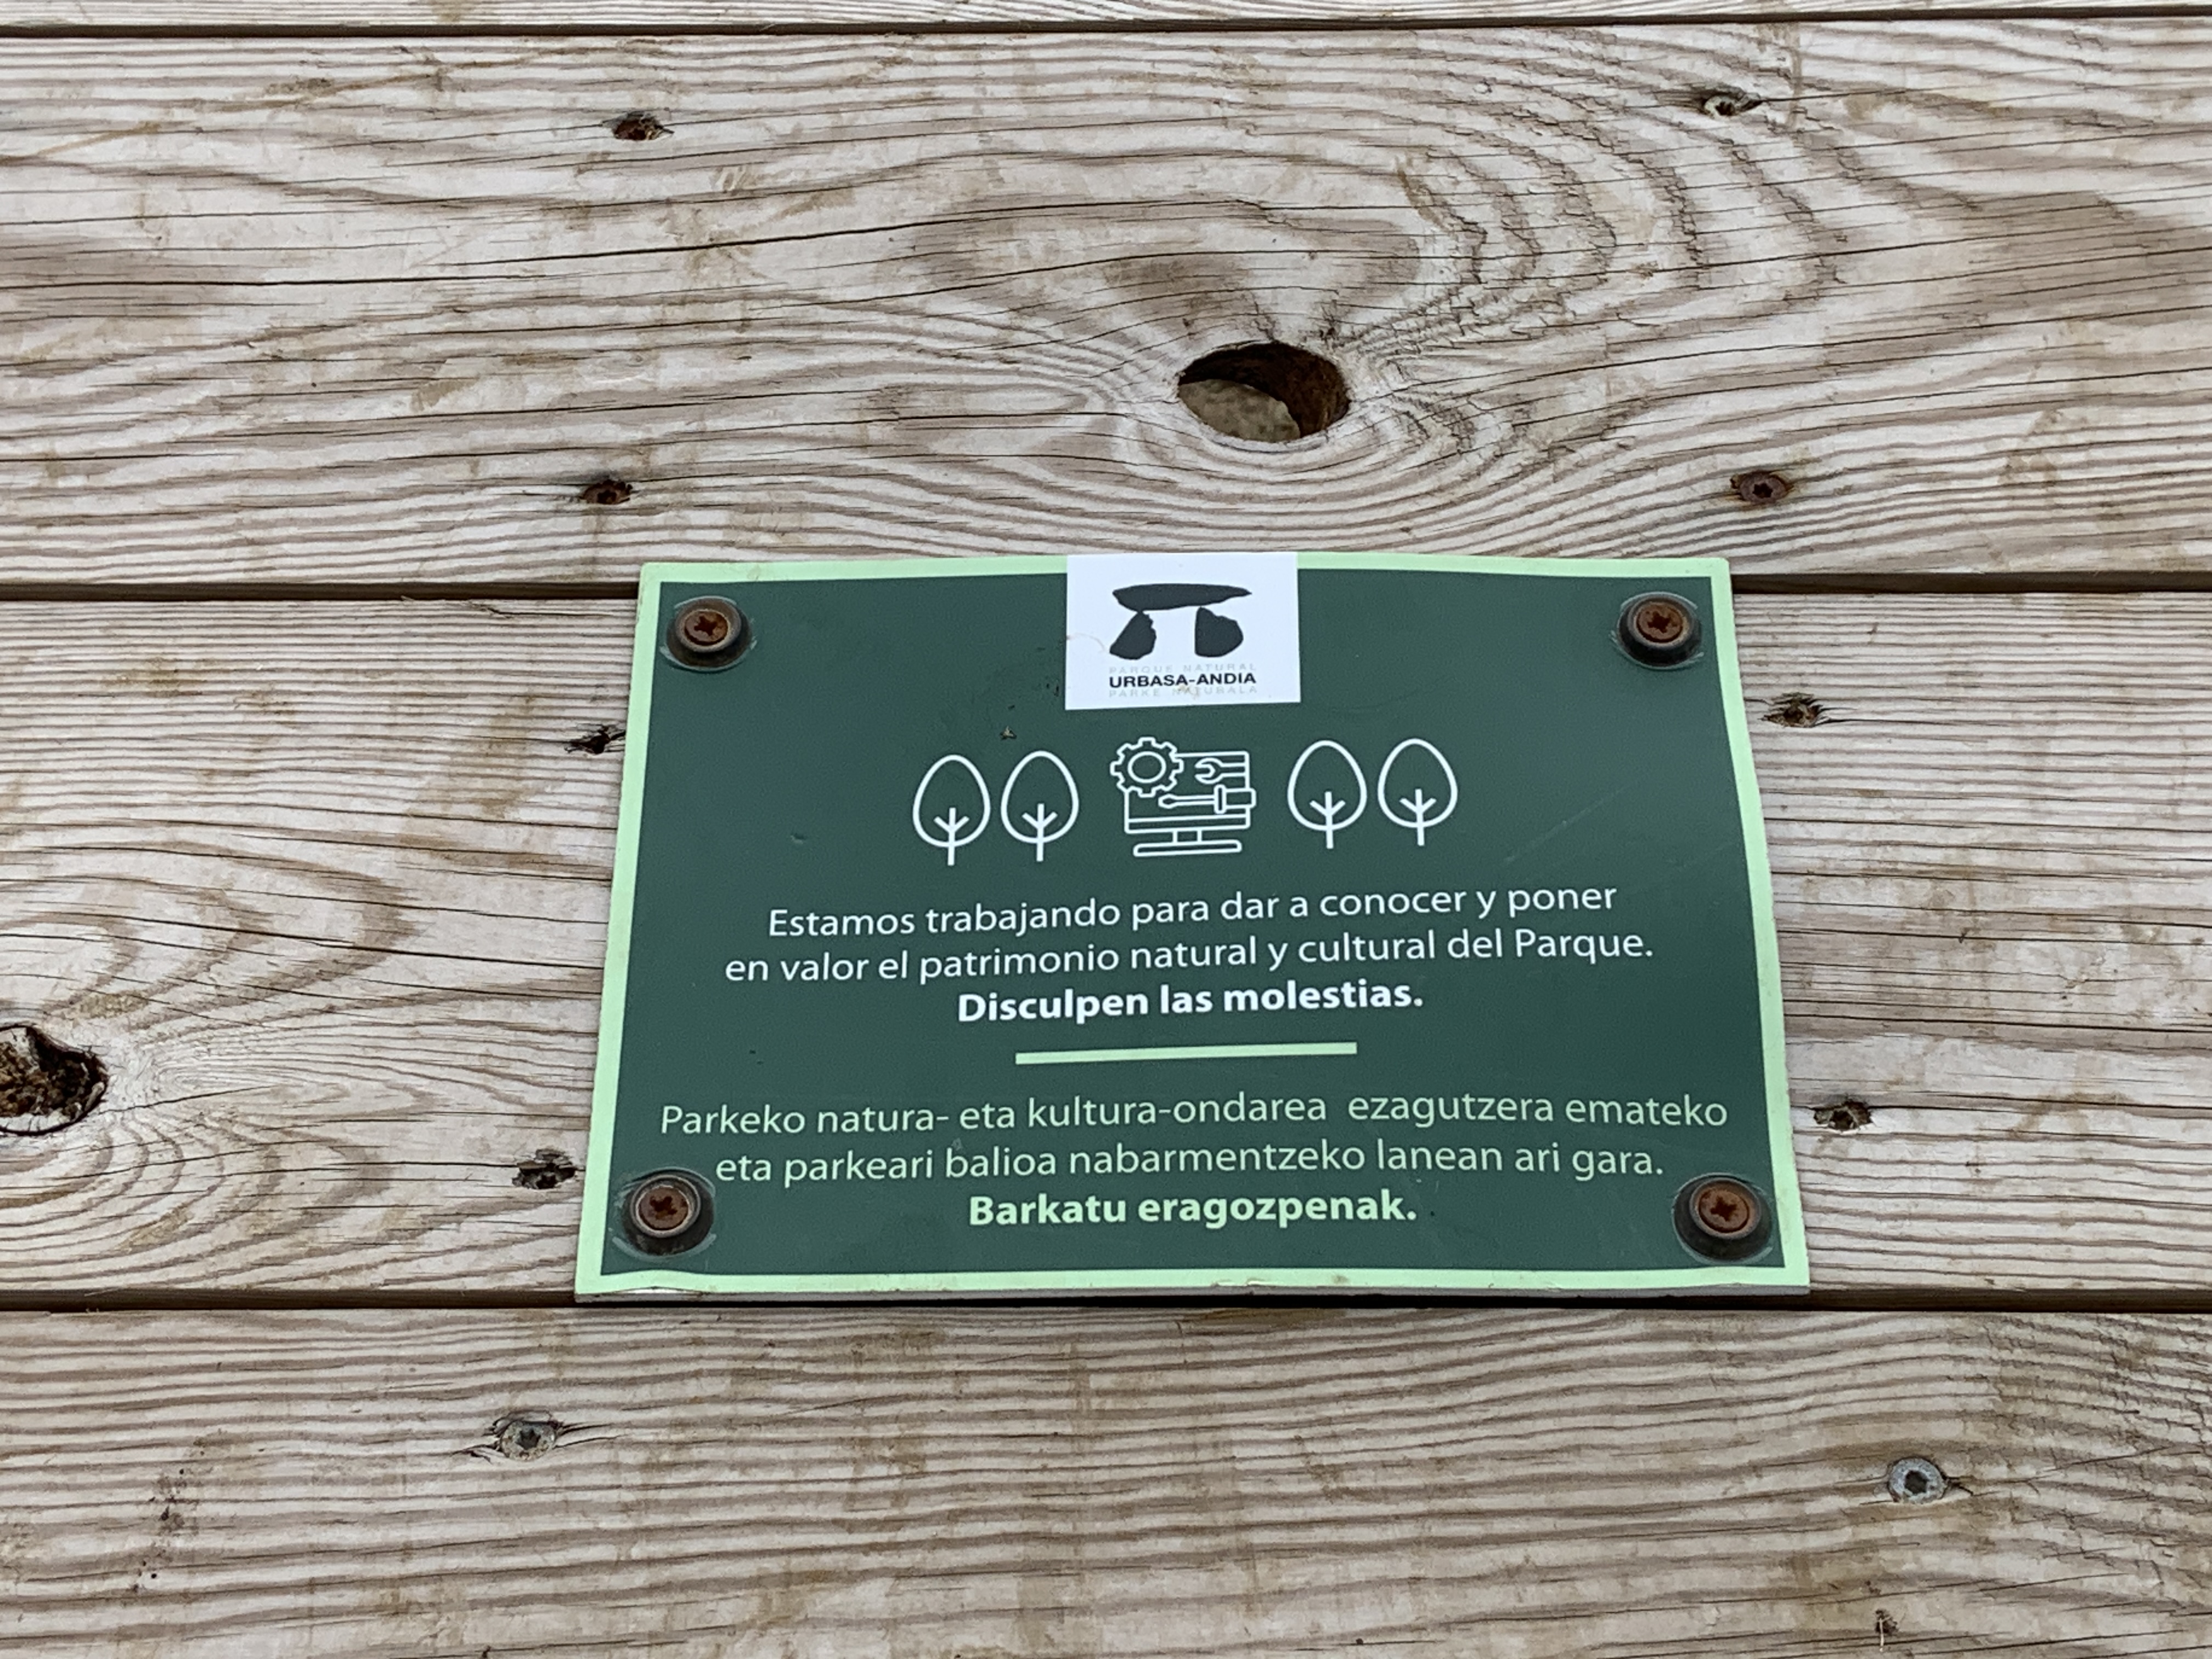 PARQUE NATURAL
URBASA-ANDIA
PARKE NATURALA
Estamos trabajando para dar a conocer y poner
en valor el patrimonio natural y cultural del Parque.
Disculpen las molestias.
Parkeko natura- eta kultura-ondarea ezagutzera emateko
eta parkeari balioa nabarmentzeko lanean ari gara.
Barkatu eragozpenak.